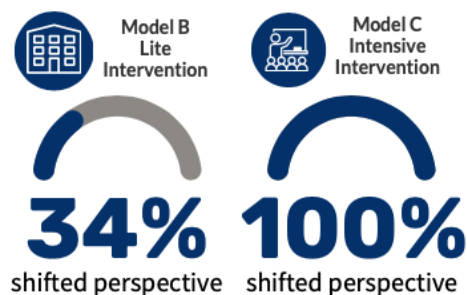 Model B
Lite
Intervention
34%
shifted perspective
Model C
Intensive
Intervention
100%
shifted perspective